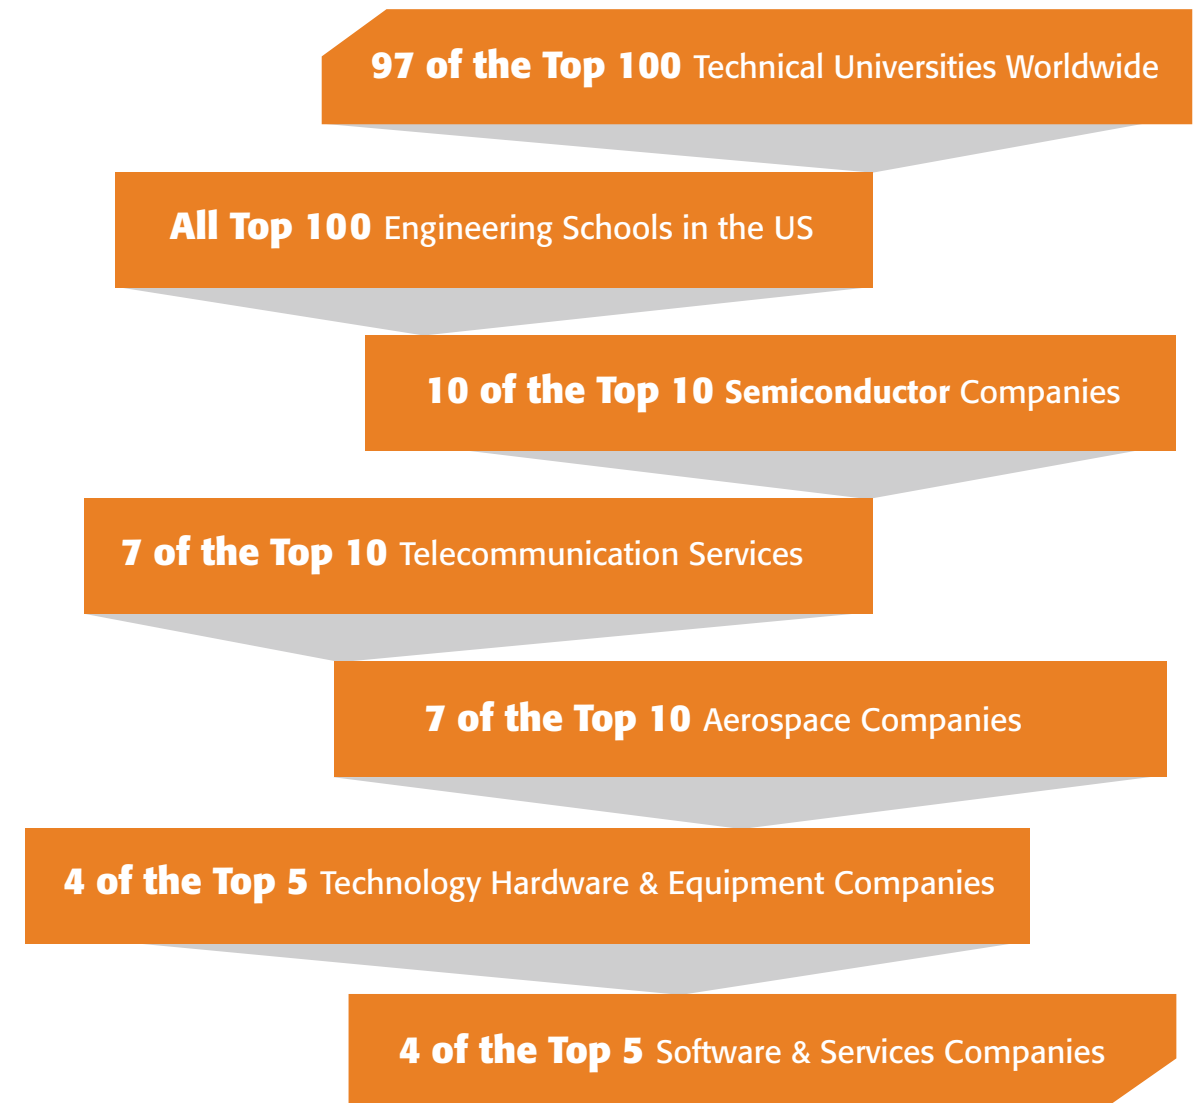 97 of the Top 100 Technical Universities Worldwide
All Top 100 Engineering Schools in the US
10 of the Top 10 Semiconductor Companies
7 of the Top 10 Telecommunication Services
7 of the Top 10 Aerospace Companies
4 of the Top 5 Technology Hardware & Equipment Companies
4 of the Top 5 Software & Services Companies